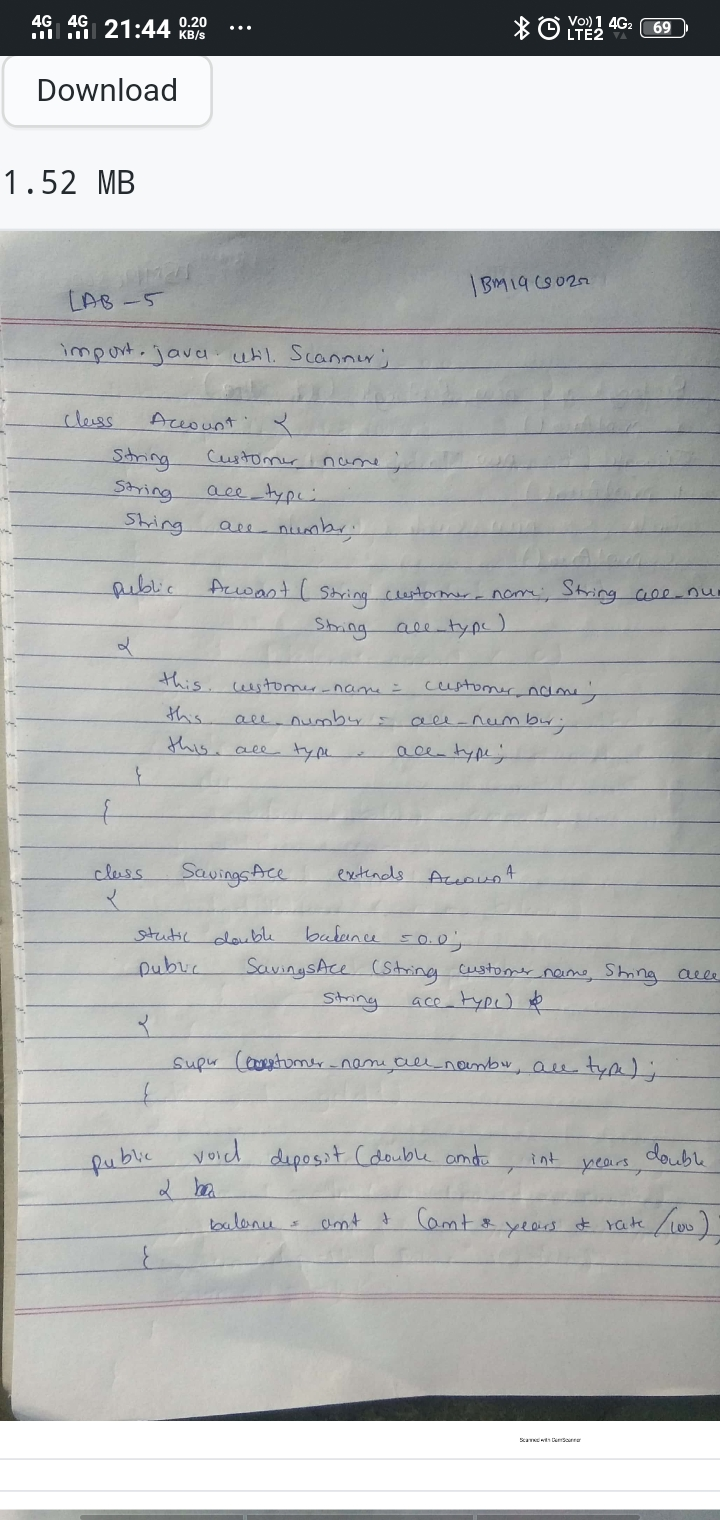 4G 4G 21:44 0.20 KB/s ... Vo)) 1 LTE2 4G2 69
Download
1.52 MB
LAB-5
import. java. util. Scanner;
class Account {
String customer_name;
String acc_type;
String acc_number;
public Account (String customer_name, String acc_nu
String acc_type)
{
this. customer_name = customer_name;
this. acc_number = acc_number;
this. acc_type = acc_type;
}
}
class SavingsAcc extends Account
{
static double balance = 0.0;
public SavingsAcc (String customer_name, String acc
String acc_type)
{
super (customer_name, acc_number, acc_type);
}
public void deposit (double amt, int years, double
{
balance = amt + (amt * years * rate /100);
}
Scanned with CamScanner